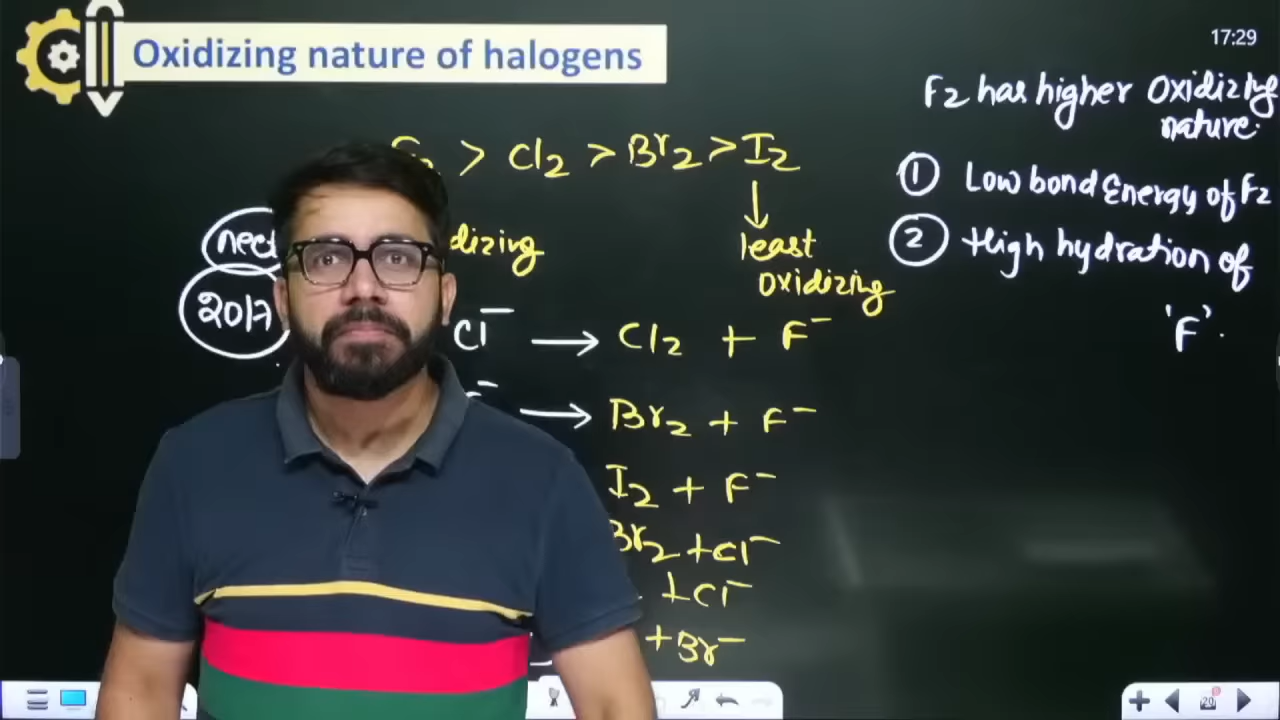 Oxidizing nature of halogens
17:29
F2 has higher Oxidizing
nature.
① Low bond Energy of F2
② High hydration of
'F'.
> Cl2 > Br2 > I2
dizing
least
oxidizing
2017
Cl⁻ → Cl2 + F⁻
→ Br2 + F⁻
I2 + F⁻
Br2 + Cl⁻
+ Cl⁻
+ Br⁻
20